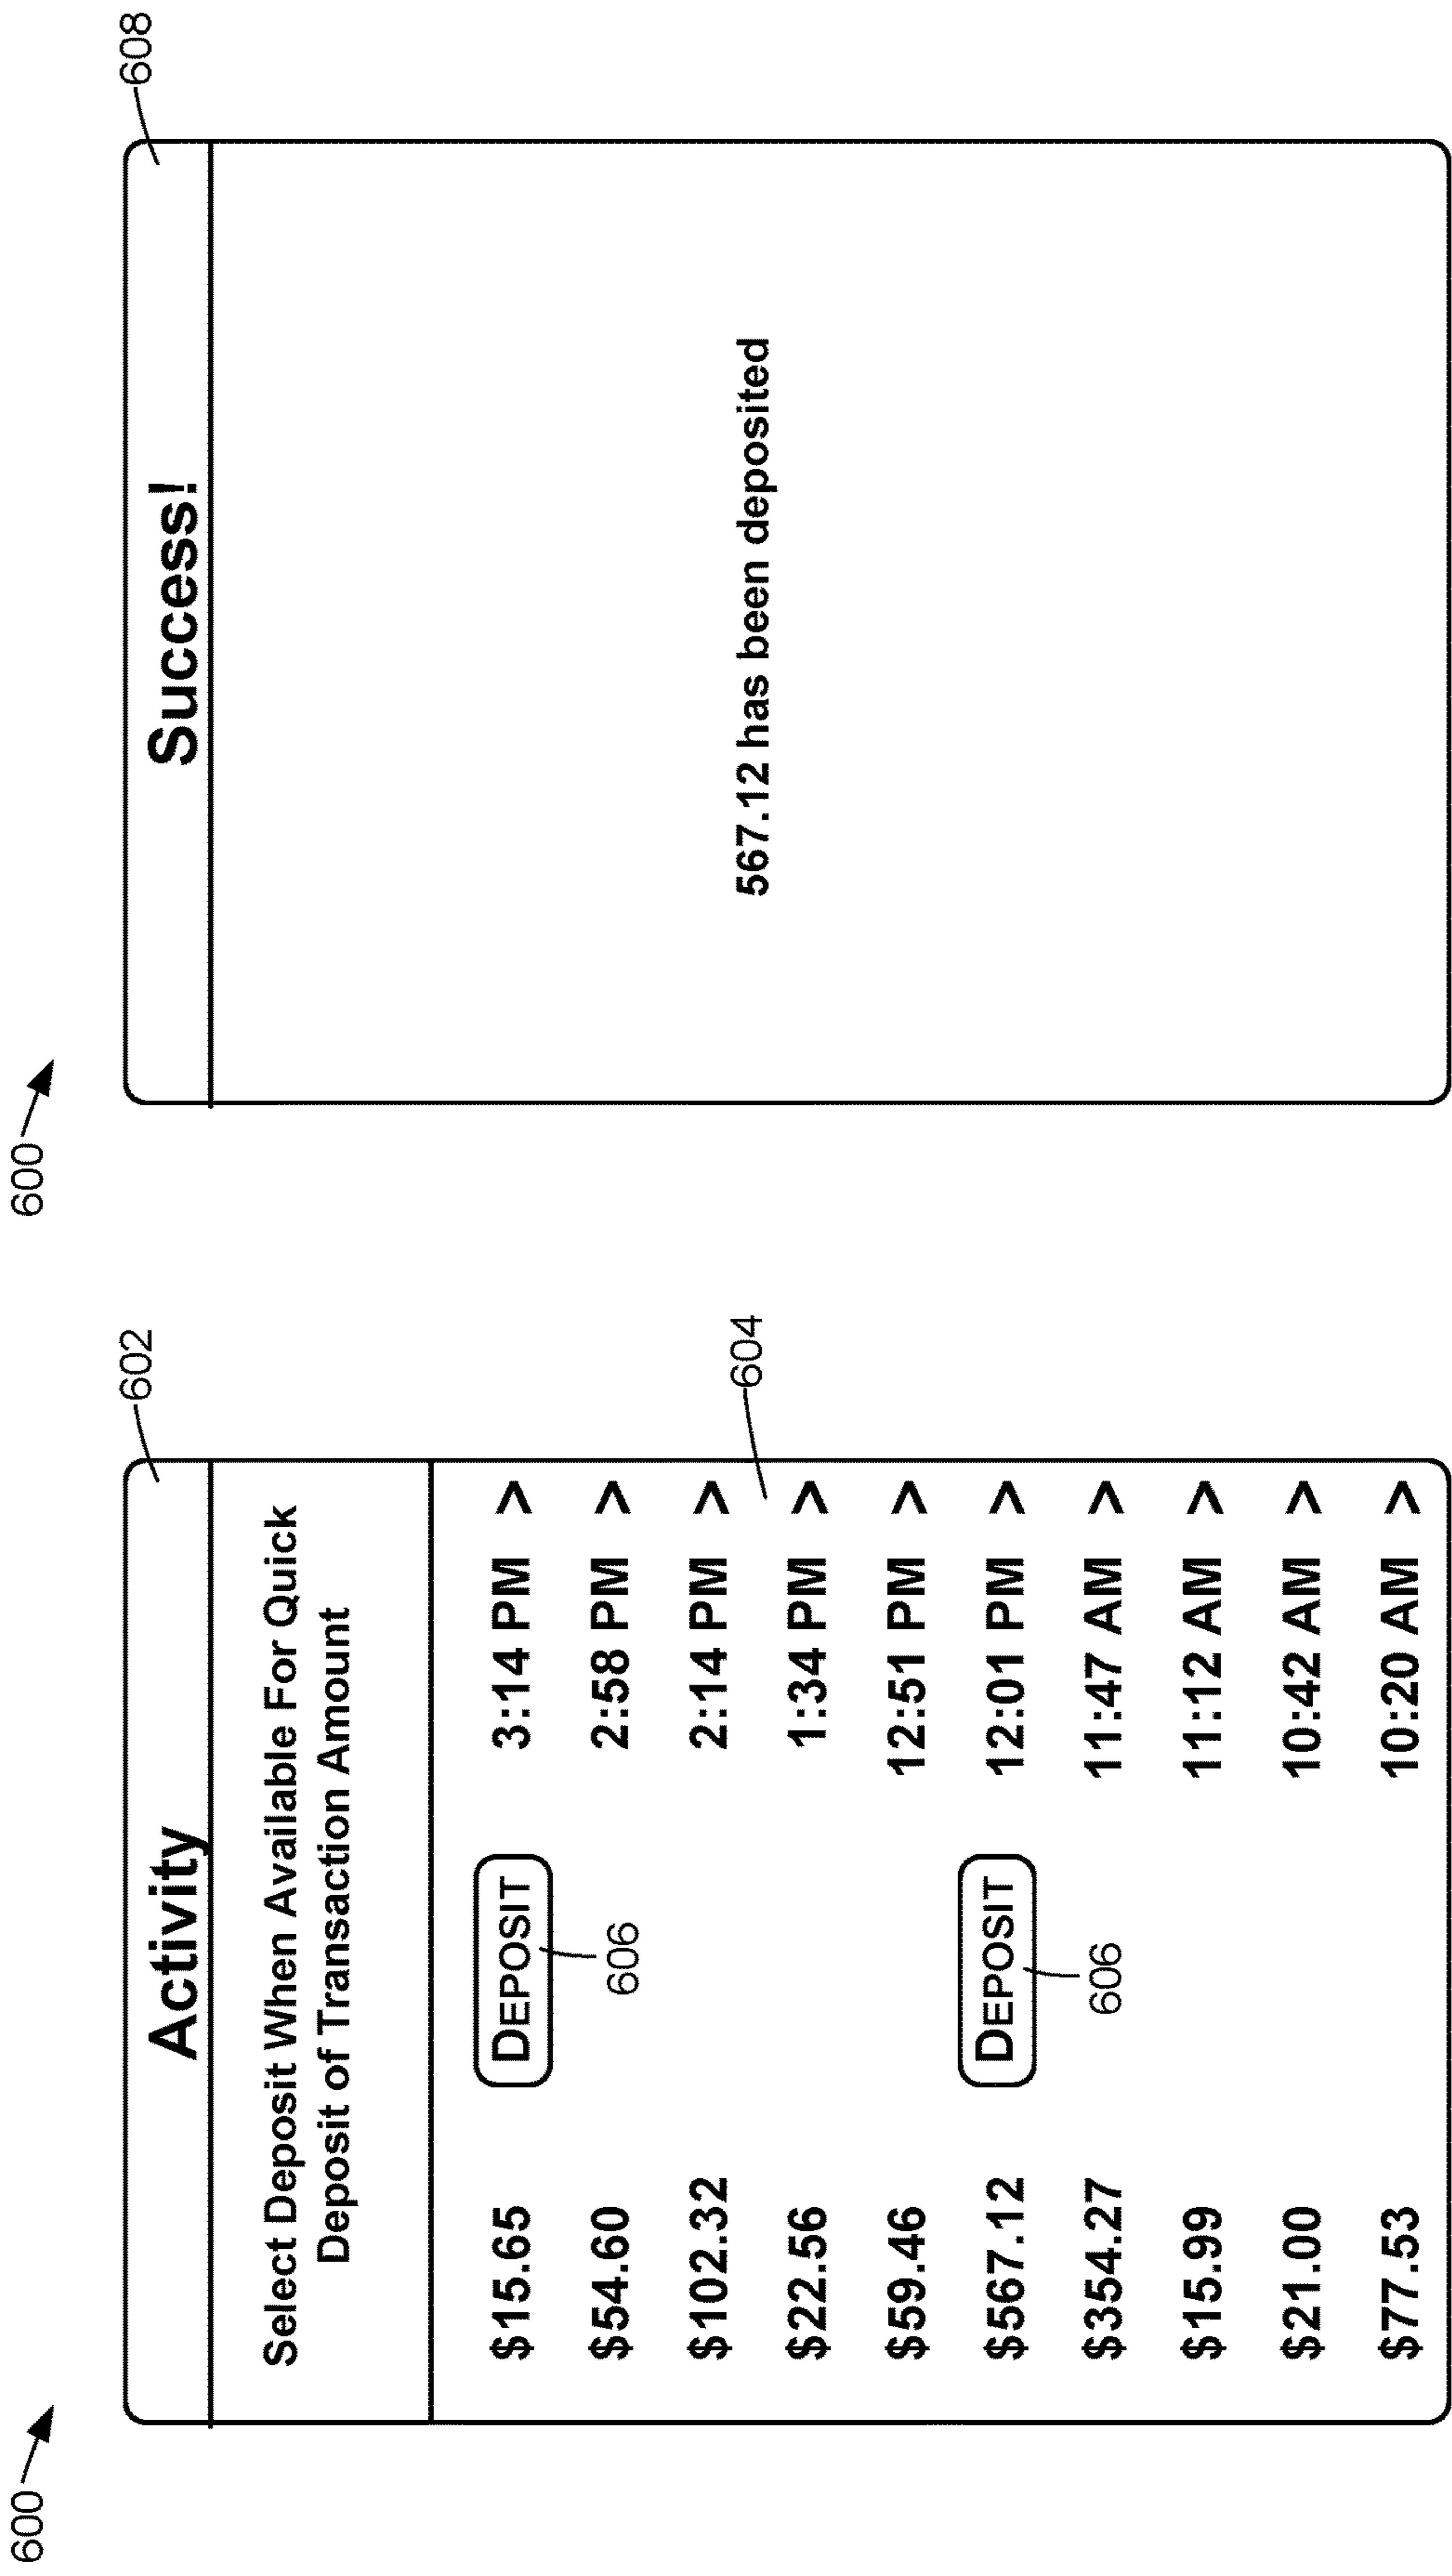 600
602
Activity
Select Deposit When Available For Quick
Deposit of Transaction Amount
$15.65 DEPOSIT 3:14 PM >
606
$54.60 2:58 PM >
$102.32 2:14 PM >
604
$22.56 1:34 PM >
$59.46 12:51 PM >
$567.12 DEPOSIT 12:01 PM >
606
$354.27 11:47 AM >
$15.99 11:12 AM >
$21.00 10:42 AM >
$77.53 10:20 AM >
600
608
Success!
567.12 has been deposited